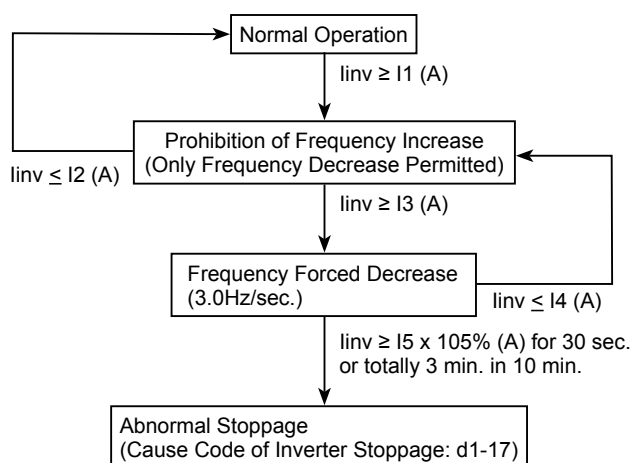 Normal Operation
Iinv ≥ I1 (A)
Prohibition of Frequency Increase
(Only Frequency Decrease Permitted)
Iinv ≤ I2 (A)
Iinv ≥ I3 (A)
Frequency Forced Decrease
(3.0Hz/sec.)
Iinv ≤ I4 (A)
Iinv ≥ I5 x 105% (A) for 30 sec.
or totally 3 min. in 10 min.
Abnormal Stoppage
(Cause Code of Inverter Stoppage: d1-17)